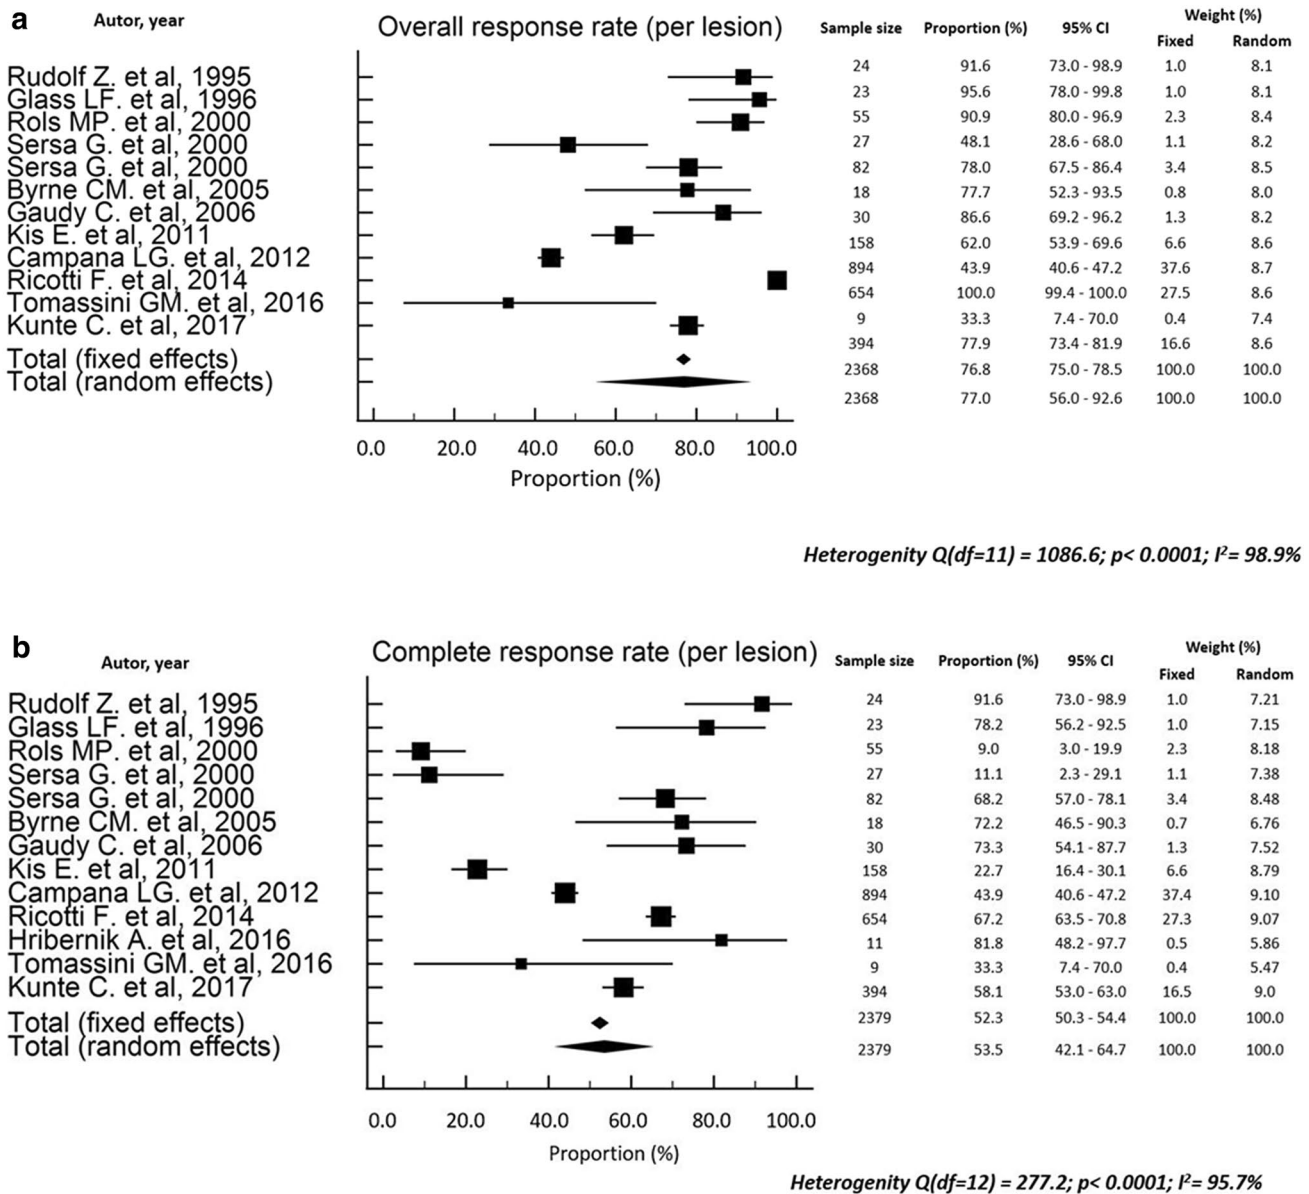 a
Autor, year Overall response rate (per lesion) Sample size Proportion (%) 95% CI Weight (%)
Fixed Random
Rudolf Z. et al, 1995 24 91.6 73.0 - 98.9 1.0 8.1
Glass LF. et al, 1996 23 95.6 78.0 - 99.8 1.0 8.1
Rols MP. et al, 2000 55 90.9 80.0 - 96.9 2.3 8.4
Sersa G. et al, 2000 27 48.1 28.6 - 68.0 1.1 8.2
Sersa G. et al, 2000 82 78.0 67.5 - 86.4 3.4 8.5
Byrne CM. et al, 2005 18 77.7 52.3 - 93.5 0.8 8.0
Gaudy C. et al, 2006 30 86.6 69.2 - 96.2 1.3 8.2
Kis E. et al, 2011 158 62.0 53.9 - 69.6 6.6 8.6
Campana LG. et al, 2012 894 43.9 40.6 - 47.2 37.6 8.7
Ricotti F. et al, 2014 654 100.0 99.4 - 100.0 27.5 8.6
Tomassini GM. et al, 2016 9 33.3 7.4 - 70.0 0.4 7.4
Kunte C. et al, 2017 394 77.9 73.4 - 81.9 16.6 8.6
Total (fixed effects) 2368 76.8 75.0 - 78.5 100.0 100.0
Total (random effects) 2368 77.0 56.0 - 92.6 100.0 100.0
0.0 20.0 40.0 60.0 80.0 100.0
Proportion (%)
Heterogenity Q(df=11) = 1086.6; p< 0.0001; I²= 98.9%
b
Autor, year Complete response rate (per lesion) Sample size Proportion (%) 95% CI Weight (%)
Fixed Random
Rudolf Z. et al, 1995 24 91.6 73.0 - 98.9 1.0 7.21
Glass LF. et al, 1996 23 78.2 56.2 - 92.5 1.0 7.15
Rols MP. et al, 2000 55 9.0 3.0 - 19.9 2.3 8.18
Sersa G. et al, 2000 27 11.1 2.3 - 29.1 1.1 7.38
Sersa G. et al, 2000 82 68.2 57.0 - 78.1 3.4 8.48
Byrne CM. et al, 2005 18 72.2 46.5 - 90.3 0.7 6.76
Gaudy C. et al, 2006 30 73.3 54.1 - 87.7 1.3 7.52
Kis E. et al, 2011 158 22.7 16.4 - 30.1 6.6 8.79
Campana LG. et al, 2012 894 43.9 40.6 - 47.2 37.4 9.10
Ricotti F. et al, 2014 654 67.2 63.5 - 70.8 27.3 9.07
Hribernik A. et al, 2016 11 81.8 48.2 - 97.7 0.5 5.86
Tomassini GM. et al, 2016 9 33.3 7.4 - 70.0 0.4 5.47
Kunte C. et al, 2017 394 58.1 53.0 - 63.0 16.5 9.0
Total (fixed effects) 2379 52.3 50.3 - 54.4 100.0 100.0
Total (random effects) 2379 53.5 42.1 - 64.7 100.0 100.0
0.0 20.0 40.0 60.0 80.0 100.0
Proportion (%)
Heterogenity Q(df=12) = 277.2; p< 0.0001; I²= 95.7%